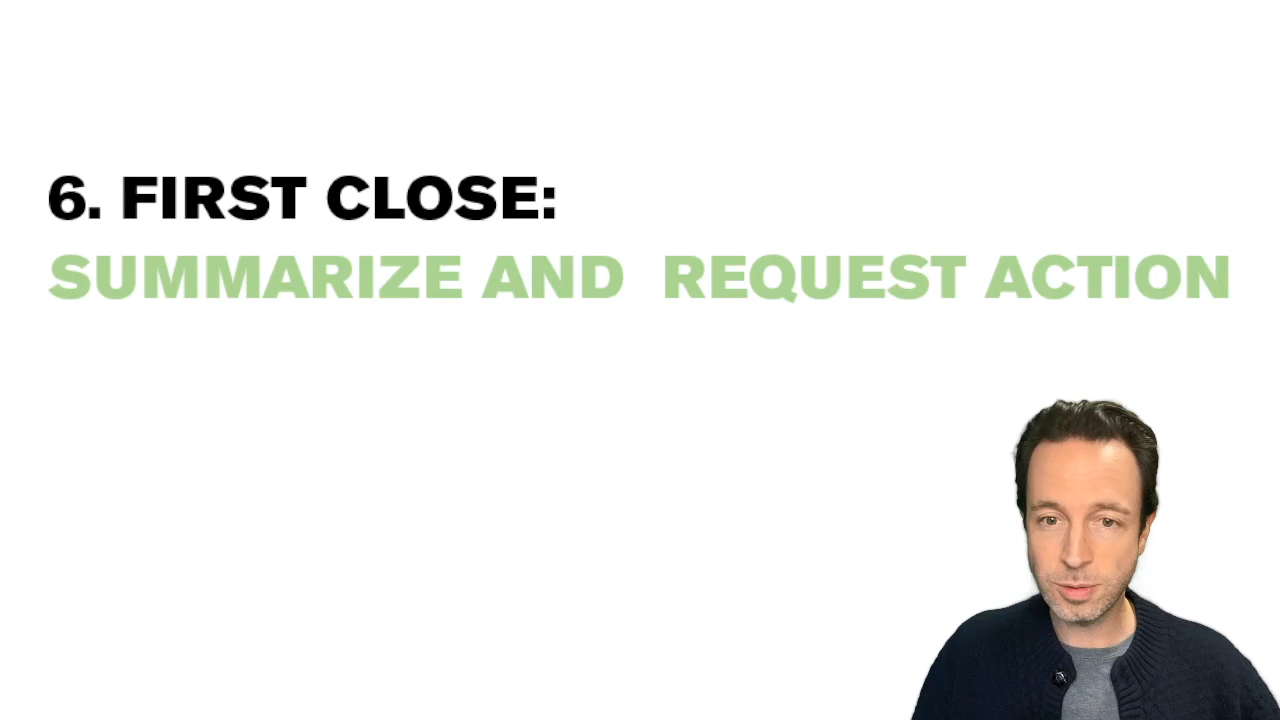 6. FIRST CLOSE:
SUMMARIZE AND REQUEST ACTION